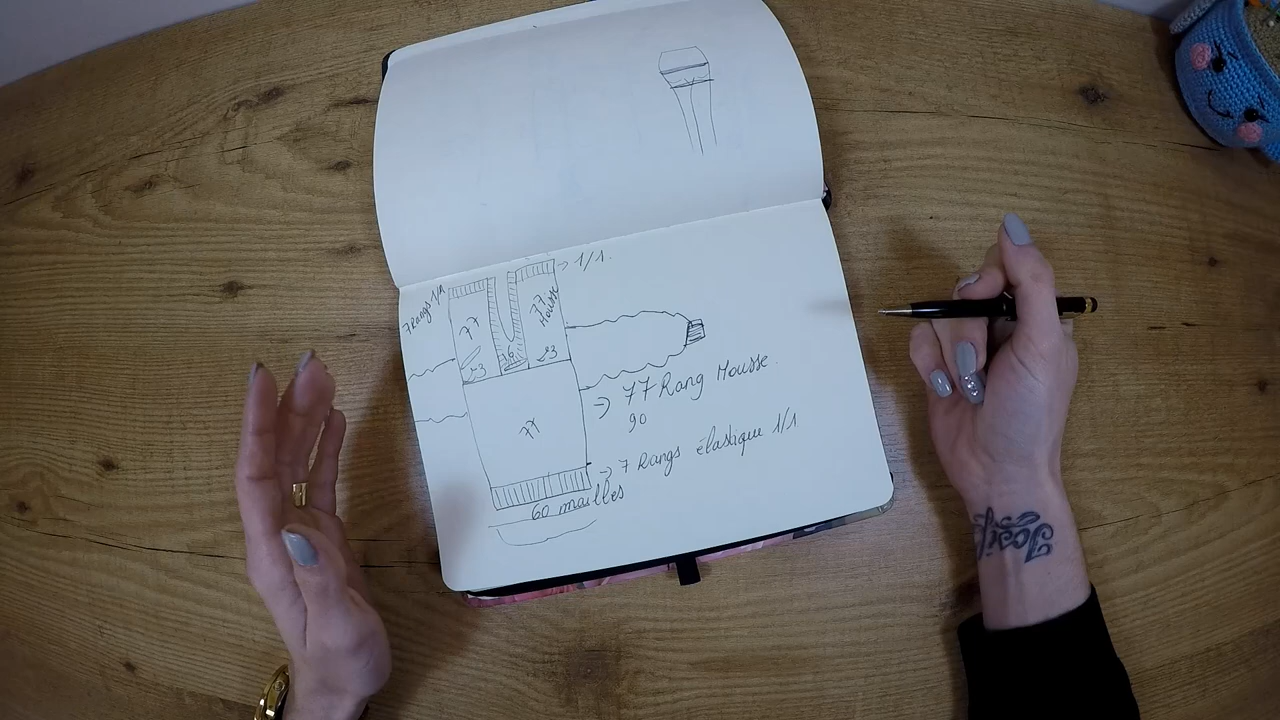 1/1.
7 Rangs 1/1
77
77
Mousse
23
16
23
77
77 Rang Mousse.
90
7 Rangs élastique 1/1
60 mailles